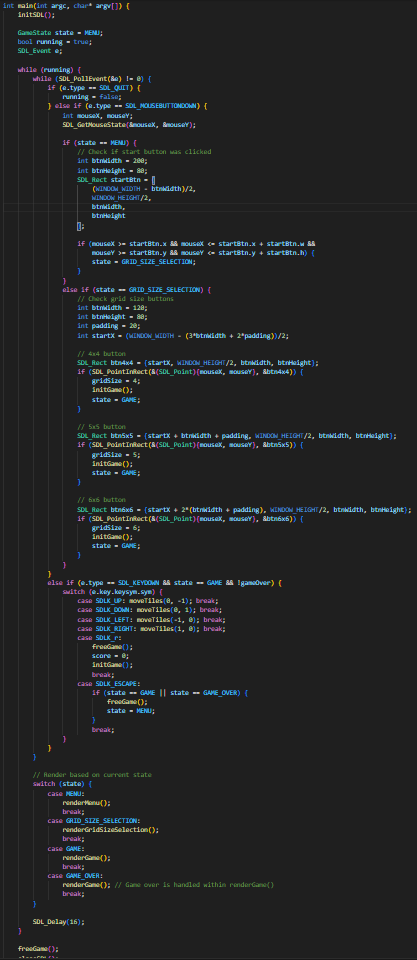 int main(int argc, char* argv[]) {
    initSDL();

    GameState state = MENU;
    bool running = true;
    SDL_Event e;

    while (running) {
        while (SDL_PollEvent(&e) != 0) {
            if (e.type == SDL_QUIT) {
                running = false;
            } else if (e.type == SDL_MOUSEBUTTONDOWN) {
                int mouseX, mouseY;
                SDL_GetMouseState(&mouseX, &mouseY);

                if (state == MENU) {
                    // Check if start button was clicked
                    int btnWidth = 200;
                    int btnHeight = 80;
                    SDL_Rect startBtn = {
                        (WINDOW_WIDTH - btnWidth)/2,
                        WINDOW_HEIGHT/2,
                        btnWidth,
                        btnHeight
                    };

                    if (mouseX >= startBtn.x && mouseX <= startBtn.x + startBtn.w &&
                        mouseY >= startBtn.y && mouseY <= startBtn.y + startBtn.h) {
                        state = GRID_SIZE_SELECTION;
                    }
                }
                else if (state == GRID_SIZE_SELECTION) {
                    // Check grid size buttons
                    int btnWidth = 120;
                    int btnHeight = 80;
                    int padding = 20;
                    int startX = (WINDOW_WIDTH - (3*btnWidth + 2*padding))/2;

                    // 4x4 button
                    SDL_Rect btn4x4 = {startX, WINDOW_HEIGHT/2, btnWidth, btnHeight};
                    if (SDL_PointInRect(&(SDL_Point){mouseX, mouseY}, &btn4x4)) {
                        gridSize = 4;
                        initGame();
                        state = GAME;
                    }

                    // 5x5 button
                    SDL_Rect btn5x5 = {startX + btnWidth + padding, WINDOW_HEIGHT/2, btnWidth, btnHeight};
                    if (SDL_PointInRect(&(SDL_Point){mouseX, mouseY}, &btn5x5)) {
                        gridSize = 5;
                        initGame();
                        state = GAME;
                    }

                    // 6x6 button
                    SDL_Rect btn6x6 = {startX + 2*(btnWidth + padding), WINDOW_HEIGHT/2, btnWidth, btnHeight};
                    if (SDL_PointInRect(&(SDL_Point){mouseX, mouseY}, &btn6x6)) {
                        gridSize = 6;
                        initGame();
                        state = GAME;
                    }
                }
            }
            else if (e.type == SDL_KEYDOWN && state == GAME && !gameOver) {
                switch (e.key.keysym.sym) {
                    case SDLK_UP: moveTiles(0, -1); break;
                    case SDLK_DOWN: moveTiles(0, 1); break;
                    case SDLK_LEFT: moveTiles(-1, 0); break;
                    case SDLK_RIGHT: moveTiles(1, 0); break;
                    case SDLK_r:
                        freeGame();
                        score = 0;
                        initGame();
                        break;
                    case SDLK_ESCAPE:
                        if (state == GAME || state == GAME_OVER) {
                            freeGame();
                            state = MENU;
                        }
                        break;
                }
            }
        }

        // Render based on current state
        switch (state) {
            case MENU:
                renderMenu();
                break;
            case GRID_SIZE_SELECTION:
                renderGridSizeSelection();
                break;
            case GAME:
                renderGame();
                break;
            case GAME_OVER:
                renderGame(); // Game over is handled within renderGame()
                break;
        }

        SDL_Delay(16);
    }

    freeGame();